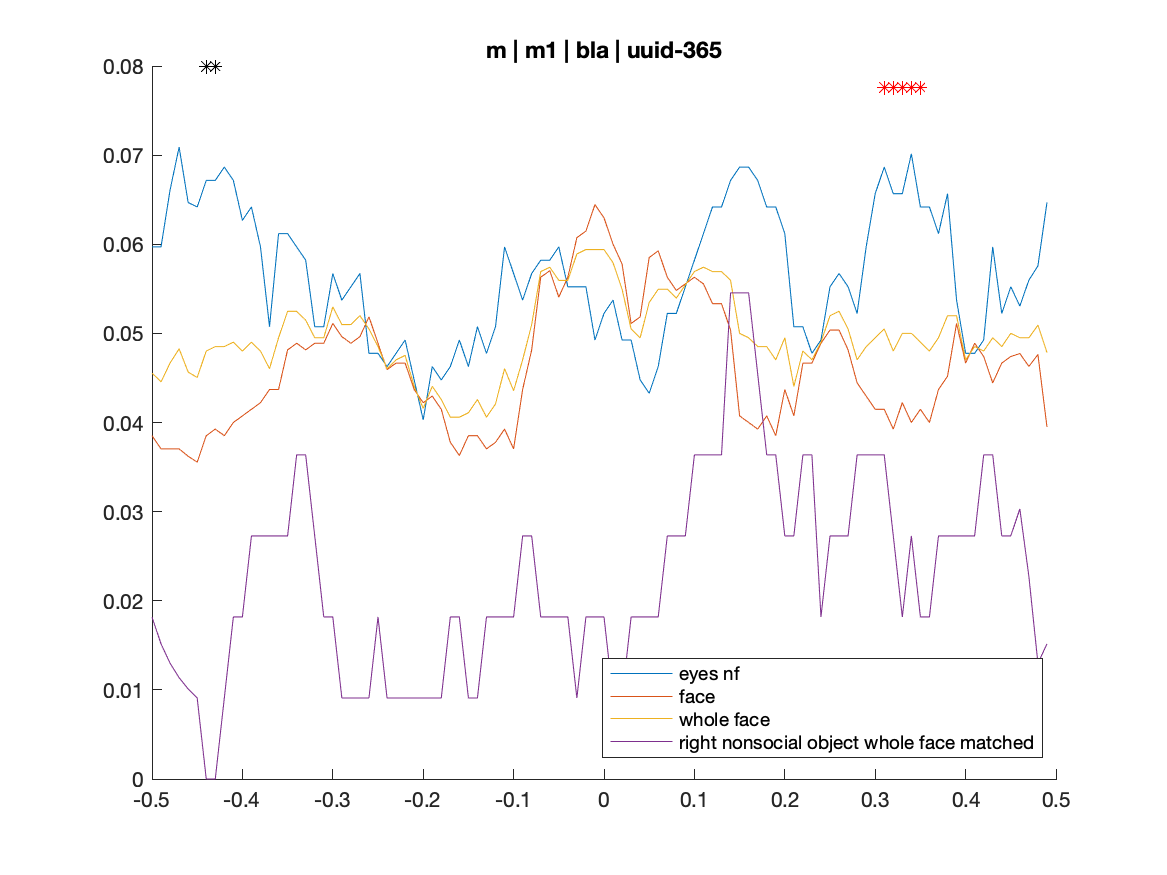 m | m1 | bla | uuid-365
0.08
0.07
0.06
0.05
0.04
0.03
0.02
0.01
0
eyes nf
face
whole face
right nonsocial object whole face matched
-0.5 -0.4 -0.3 -0.2 -0.1 0 0.1 0.2 0.3 0.4 0.5